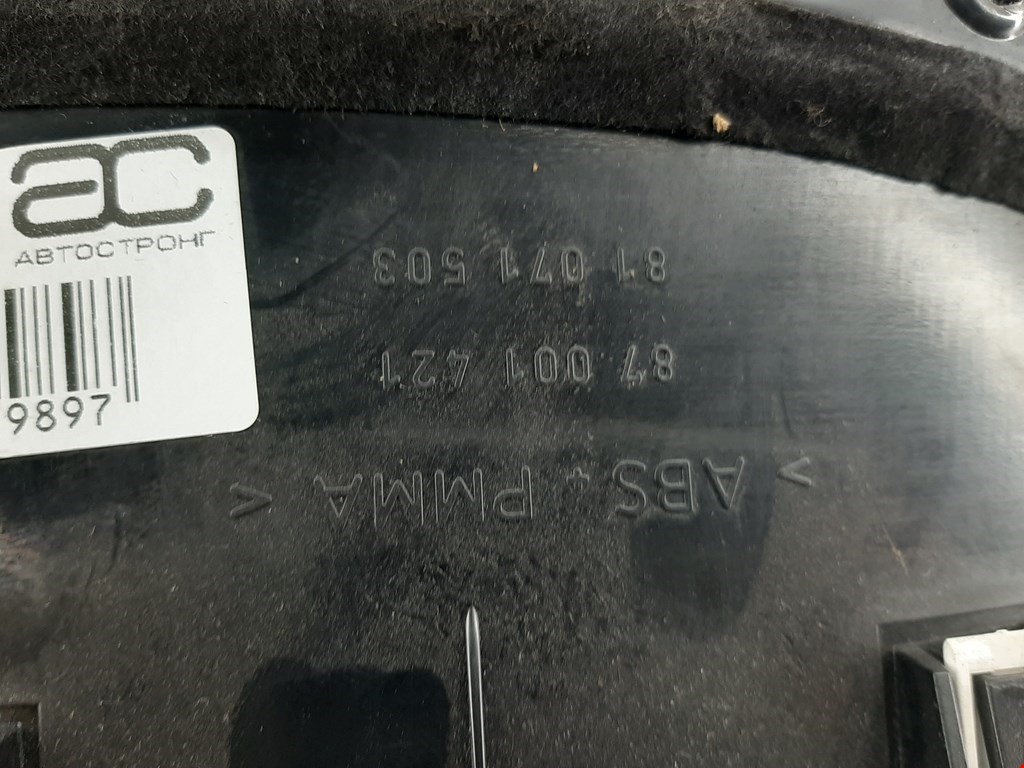 ac
АВТОСТРОНГ
9897
< ABS + PMMA >
87 001 421
81 071 503